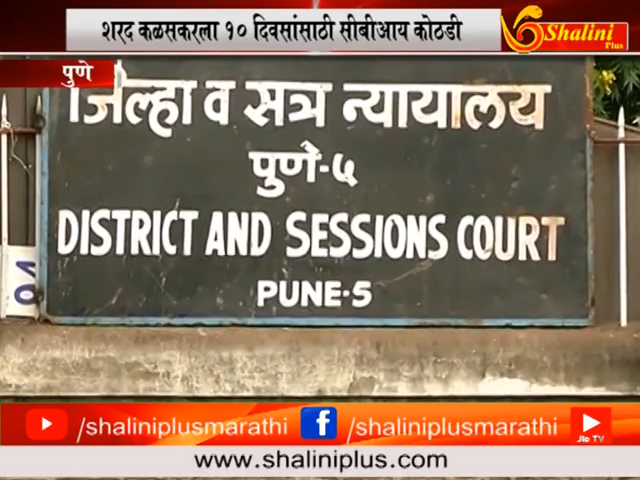 शरद कळसकरला १० दिवसांसाठी सीबीआय कोठडी
Shalini
Plus
पुणे
जिल्हा व सत्र न्यायालय
पुणे-५
DISTRICT AND SESSIONS COURT
PUNE-5
/shaliniplusmarathi
/shaliniplusmarathi
Jio TV
www.shaliniplus.com